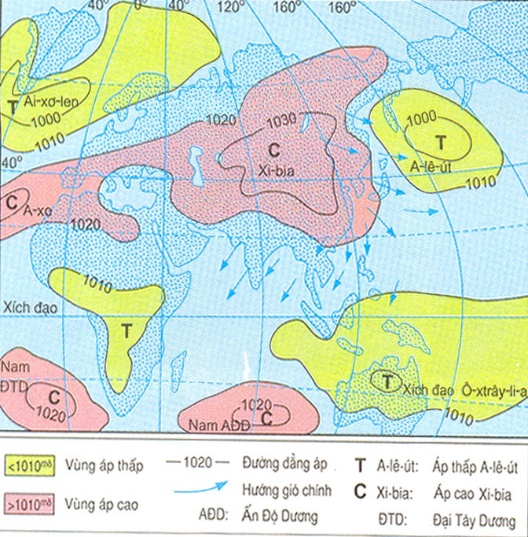 40° 0° 40° 120° 160° 160°
T Ai-xơ-len
1000
1010
1020
1030
C
Xi-bia
1000
T
A-lê-út
1010
40°
C A-xo
1020
1010
Xích đạo
T
Nam
ĐTD
C
1020
1020
C
Nam AĐD
T Xích đạo Ô-xtrây-li-a
1010
<1010mb Vùng áp thấp
>1010mb Vùng áp cao
—1020— Đường đẳng áp
Hướng gió chính
AĐD: Ấn Độ Dương
T A-lê-út: Áp thấp A-lê-út
C Xi-bia: Áp cao Xi-bia
ĐTD: Đại Tây Dương